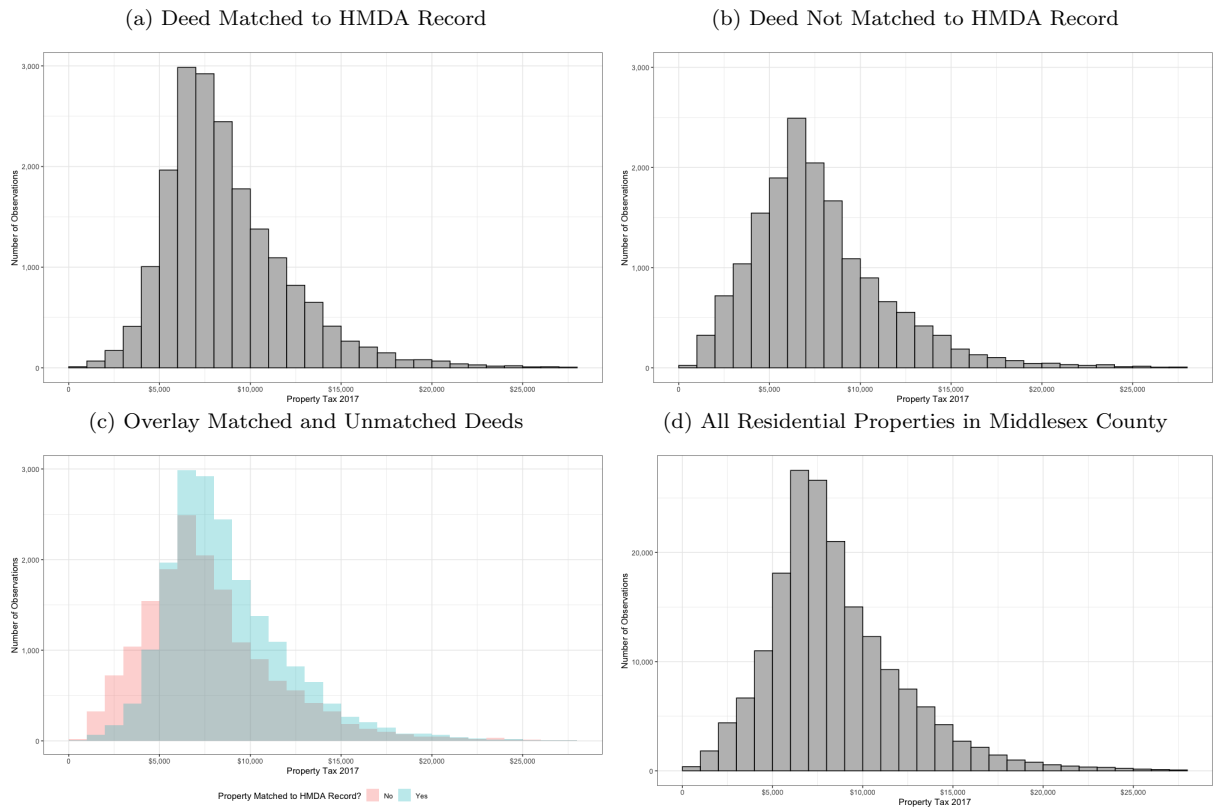 (a) Deed Matched to HMDA Record
3,000
2,000
1,000
0
Number of Observations
0 $5,000 $10,000 $15,000 $20,000 $25,000
Property Tax 2017
(b) Deed Not Matched to HMDA Record
3,000
2,000
1,000
0
Number of Observations
0 $5,000 $10,000 $15,000 $20,000 $25,000
Property Tax 2017
(c) Overlay Matched and Unmatched Deeds
3,000
2,000
1,000
0
Number of Observations
0 $5,000 $10,000 $15,000 $20,000 $25,000
Property Tax 2017
Property Matched to HMDA Record? No Yes
(d) All Residential Properties in Middlesex County
20,000
10,000
0
Number of Observations
0 $5,000 $10,000 $15,000 $20,000 $25,000
Property Tax 2017